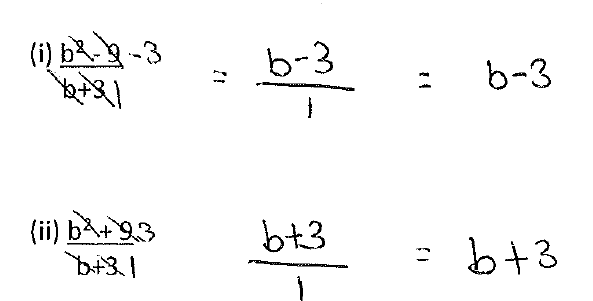 (i) b² - 9 - 3 / b+3 1 = b-3 / 1 = b-3
(ii) b² + 9 3 / b+3 1 b+3 / 1 = b+3